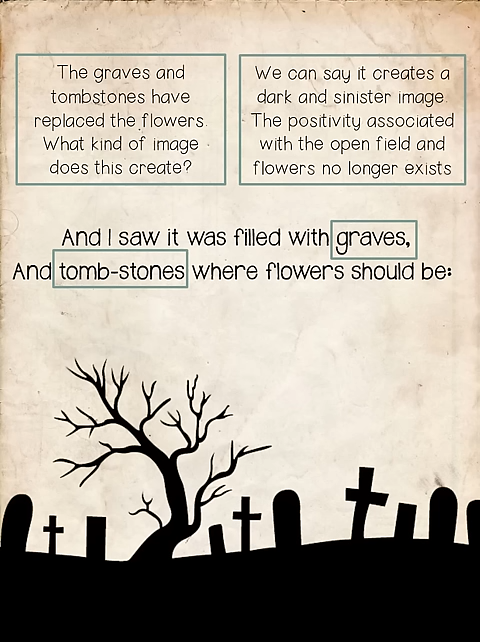 The graves and
tombstones have
replaced the flowers.
What kind of image
does this create?
We can say it creates a
dark and sinister image.
The positivity associated
with the open field and
flowers no longer exists
And I saw it was filled with graves,
And tomb-stones where flowers should be: